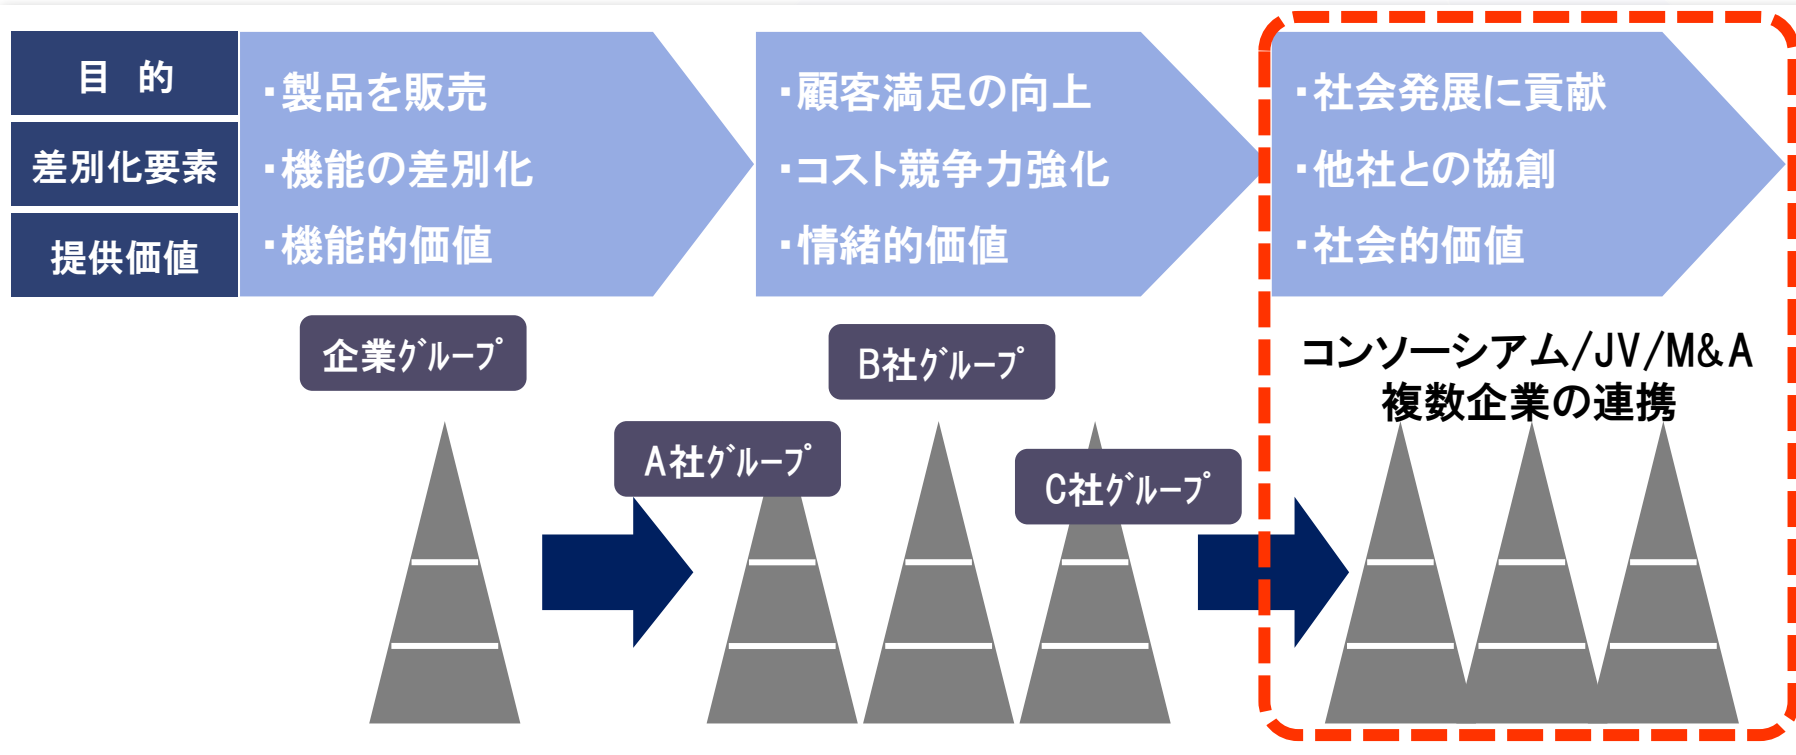 目 的
・製品を販売
・顧客満足の向上
・社会発展に貢献
差別化要素
・機能の差別化
・コスト競争力強化
・他社との協創
提供価値
・機能的価値
・情緒的価値
・社会的価値
企業グループ
B社グループ
コンソーシアム/JV/M&A
複数企業の連携
A社グループ
C社グループ